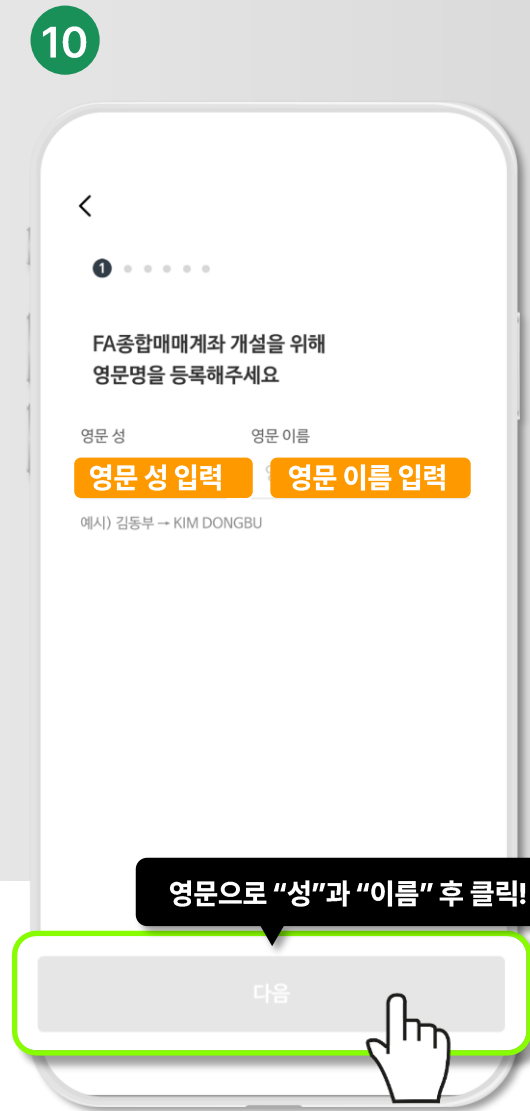 10
1
FA종합매매계좌 개설을 위해
영문명을 등록해주세요
영문 성 영문 이름
영문 성 입력 영문 이름 입력
예시) 김동부 → KIM DONGBU
영문으로 “성”과 “이름” 후 클릭!
다음